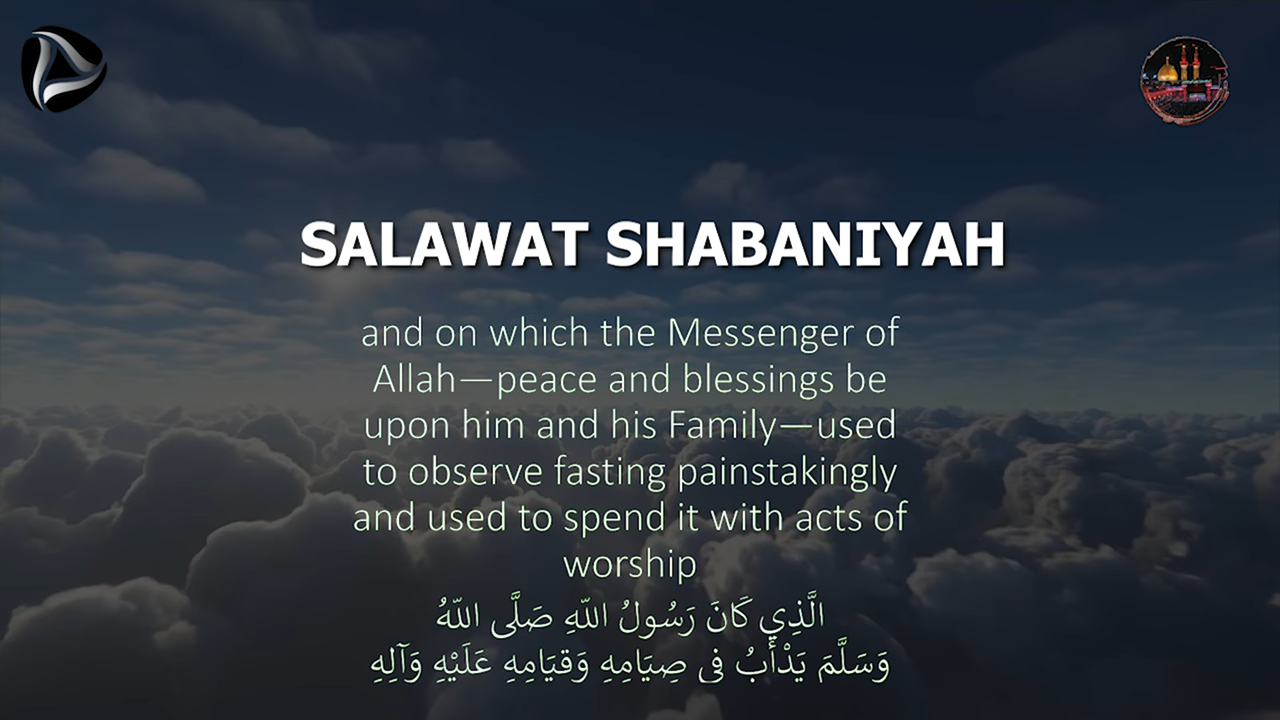 SALAWAT SHABANIYAH
and on which the Messenger of
Allah—peace and blessings be
upon him and his Family—used
to observe fasting painstakingly
and used to spend it with acts of
worship
الَّذِي كَانَ رَسُولُ اللّهِ صَلَّى اللّهُ
وَسَلَّمَ يَدْأَبُ فِي صِيَامِهِ وَقيَامِهِ عَلَيْهِ وَآلِهِ